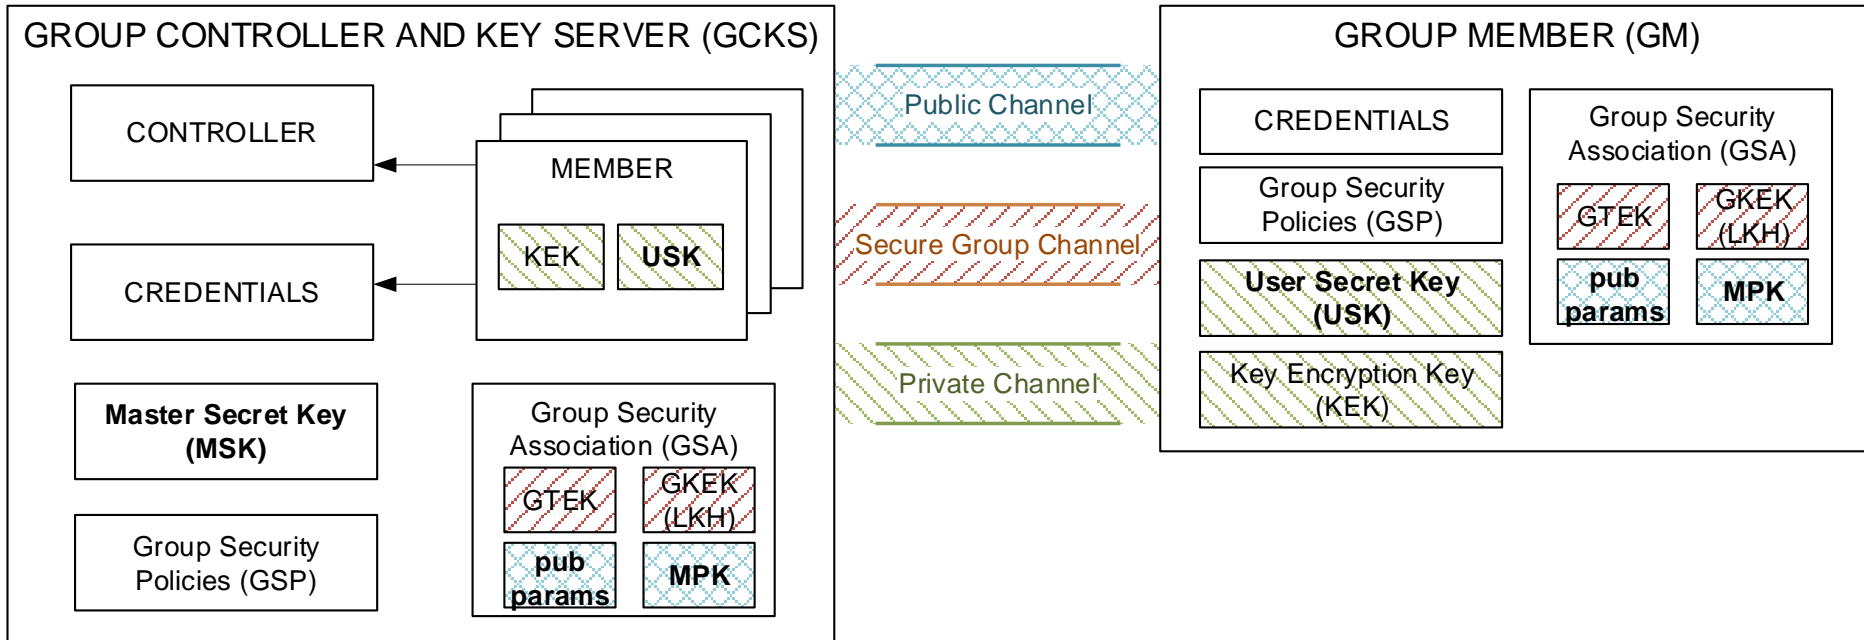 GROUP CONTROLLER AND KEY SERVER (GCKS)
CONTROLLER
CREDENTIALS
MEMBER
KEK
USK
Master Secret Key
(MSK)
Group Security
Policies (GSP)
Group Security
Association (GSA)
GTEK
GKEK
(LKH)
pub
params
MPK
Public Channel
Secure Group Channel
Private Channel
GROUP MEMBER (GM)
CREDENTIALS
Group Security
Policies (GSP)
User Secret Key
(USK)
Key Encryption Key
(KEK)
Group Security
Association (GSA)
GTEK
GKEK
(LKH)
pub
params
MPK